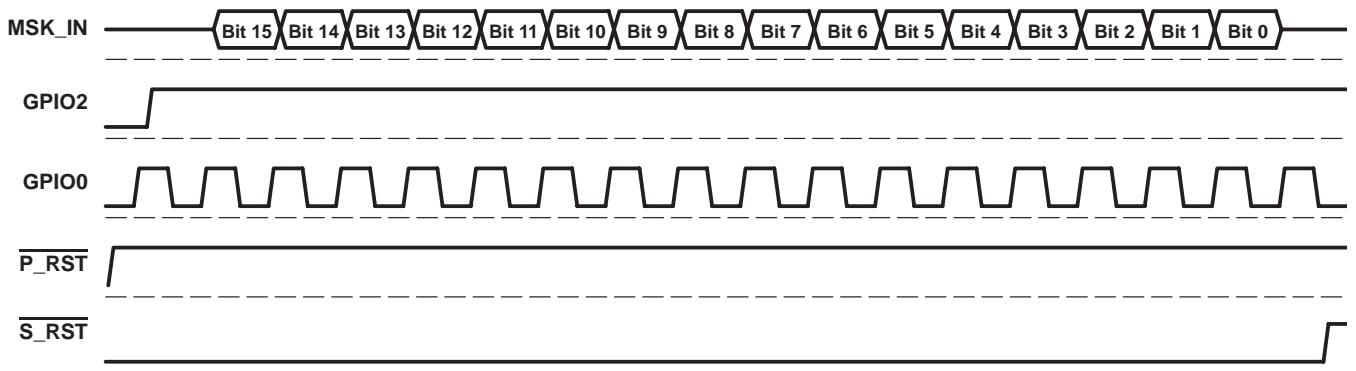 MSK_IN Bit 15 Bit 14 Bit 13 Bit 12 Bit 11 Bit 10 Bit 9 Bit 8 Bit 7 Bit 6 Bit 5 Bit 4 Bit 3 Bit 2 Bit 1 Bit 0
GPIO2
GPIO0
P_RST
S_RST